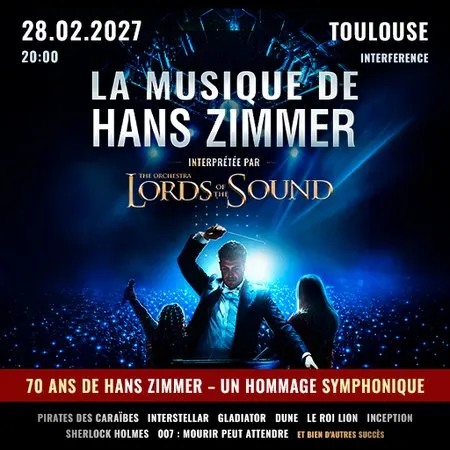 28.02.2027
TOULOUSE
20:00
INTERFERENCE
LA MUSIQUE DE
HANS ZIMMER
INTERPRÉTÉE PAR
THE ORCHESTRA
LORDS OF THE SOUND
70 ANS DE HANS ZIMMER – UN HOMMAGE SYMPHONIQUE
PIRATES DES CARAÏBES INTERSTELLAR GLADIATOR DUNE LE ROI LION INCEPTION
SHERLOCK HOLMES 007 : MOURIR PEUT ATTENDRE ET BIEN D'AUTRES SUCCÈS